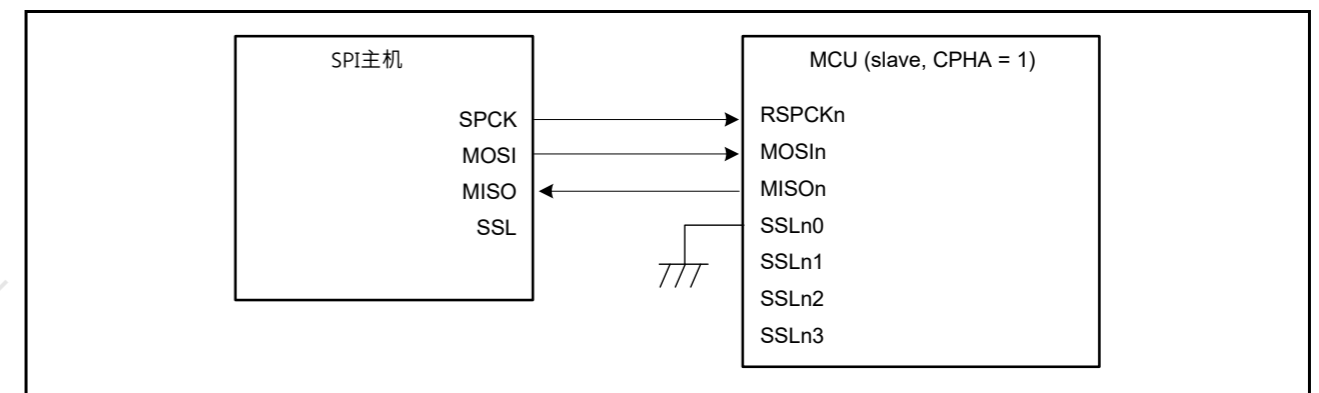 SPI主机
SPCK
MOSI
MISO
SSL
MCU (slave, CPHA = 1)
RSPCKn
MOSIn
MISOn
SSLn0
SSLn1
SSLn2
SSLn3